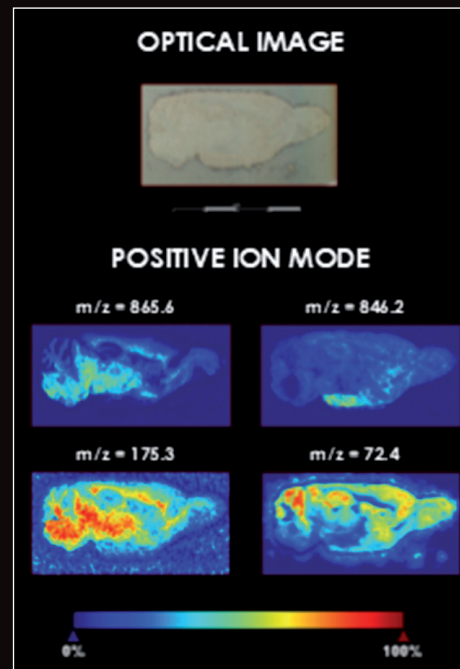 OPTICAL IMAGE
POSITIVE ION MODE
m/z = 865.6
m/z = 846.2
m/z = 175.3
m/z = 72.4
0%
100%